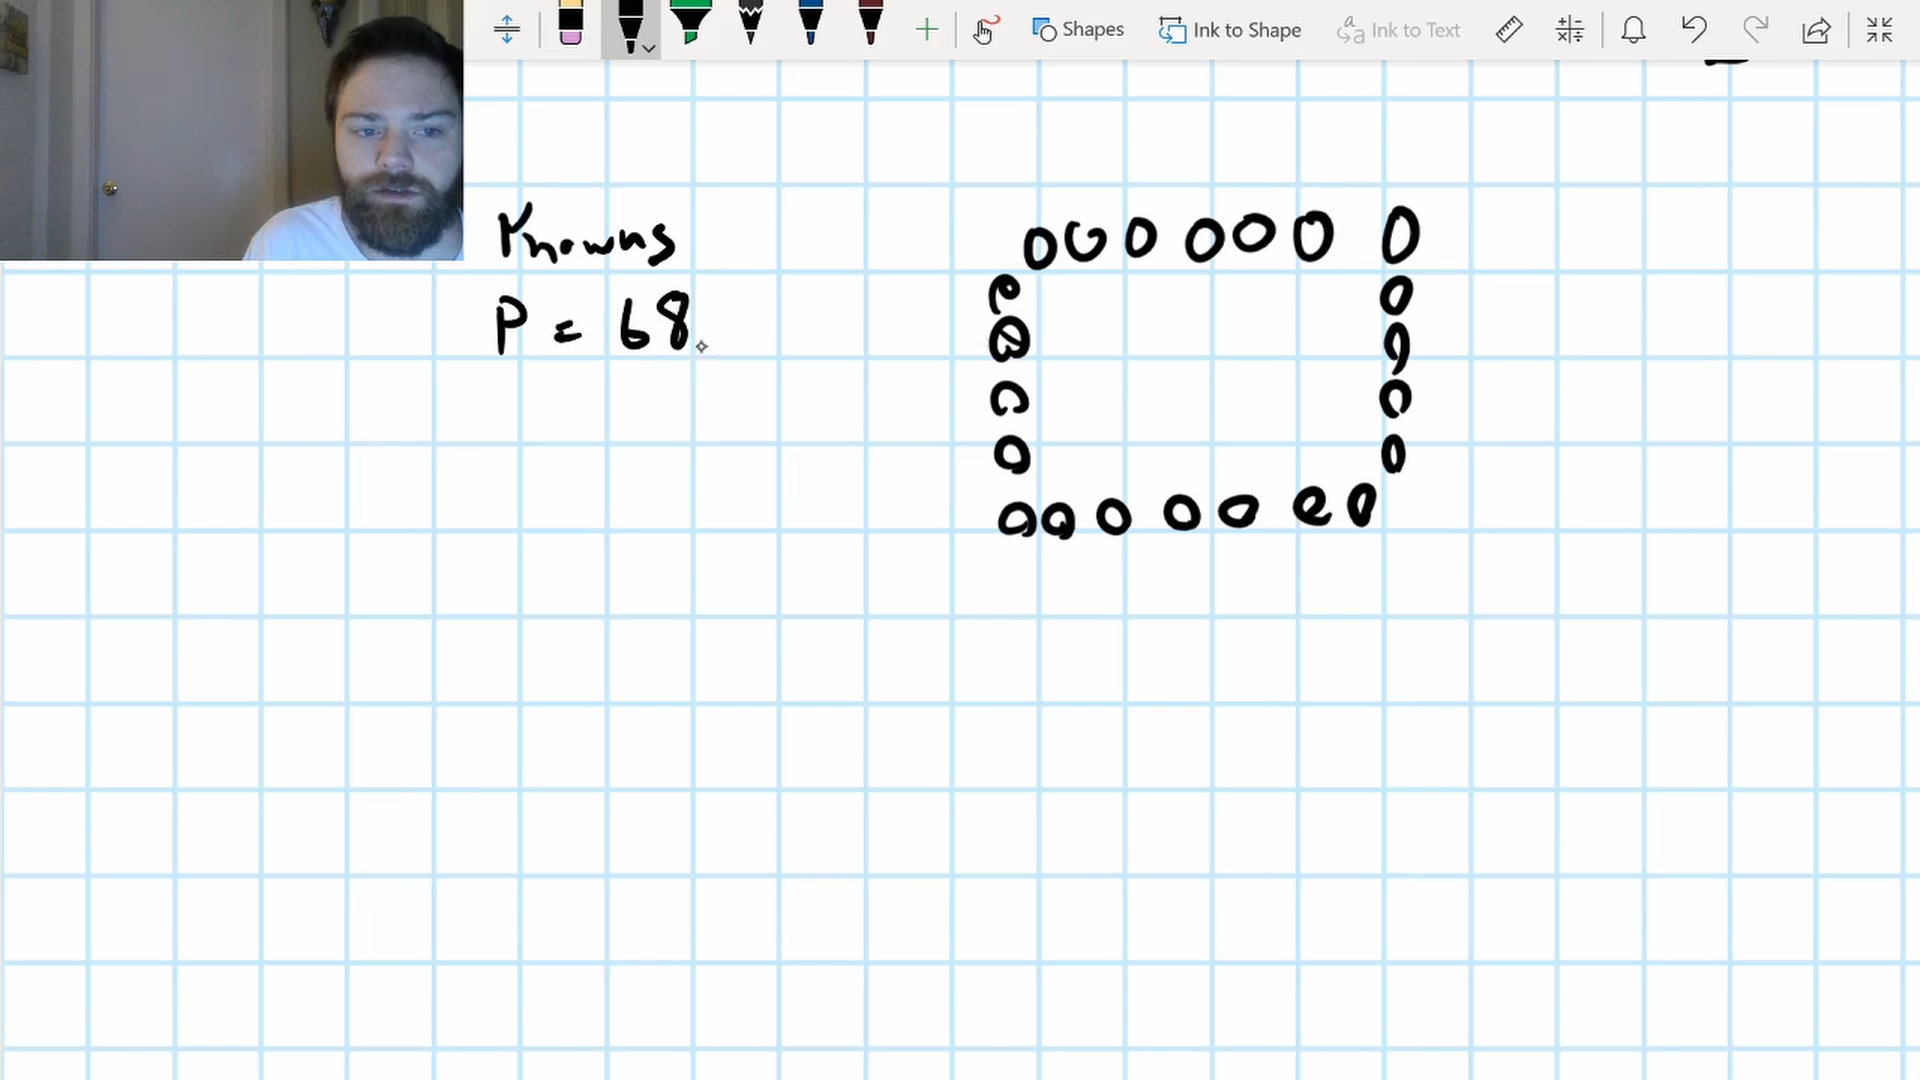 Shapes Ink to Shape Ink to Text
Knowns
P = 68